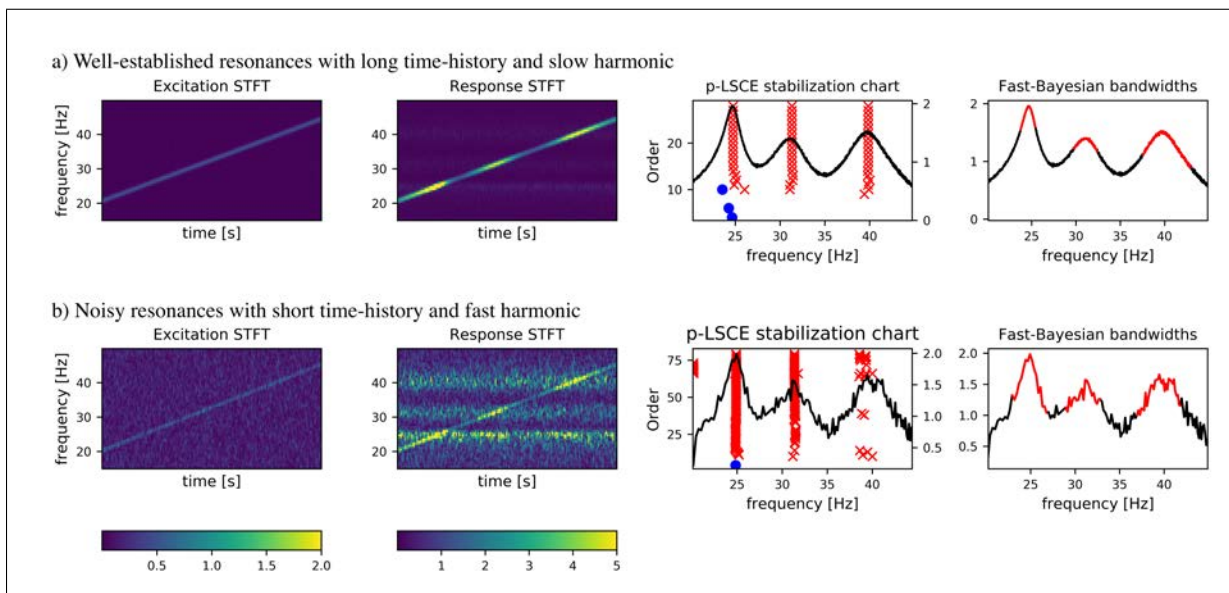 a) Well-established resonances with long time-history and slow harmonic
Excitation STFT
Response STFT
p-LSCE stabilization chart
Fast-Bayesian bandwidths
frequency [Hz]
40
30
20
time [s]
40
30
20
time [s]
Order
20
10
2
1
0
25 30 35 40
frequency [Hz]
2
1
0
25 30 35 40
frequency [Hz]
b) Noisy resonances with short time-history and fast harmonic
Excitation STFT
Response STFT
p-LSCE stabilization chart
Fast-Bayesian bandwidths
frequency [Hz]
40
30
20
time [s]
40
30
20
time [s]
Order
75
50
25
2.0
1.5
1.0
0.5
25 30 35 40
frequency [Hz]
2.0
1.5
1.0
0.5
25 30 35 40
frequency [Hz]
0.5 1.0 1.5 2.0
1 2 3 4 5